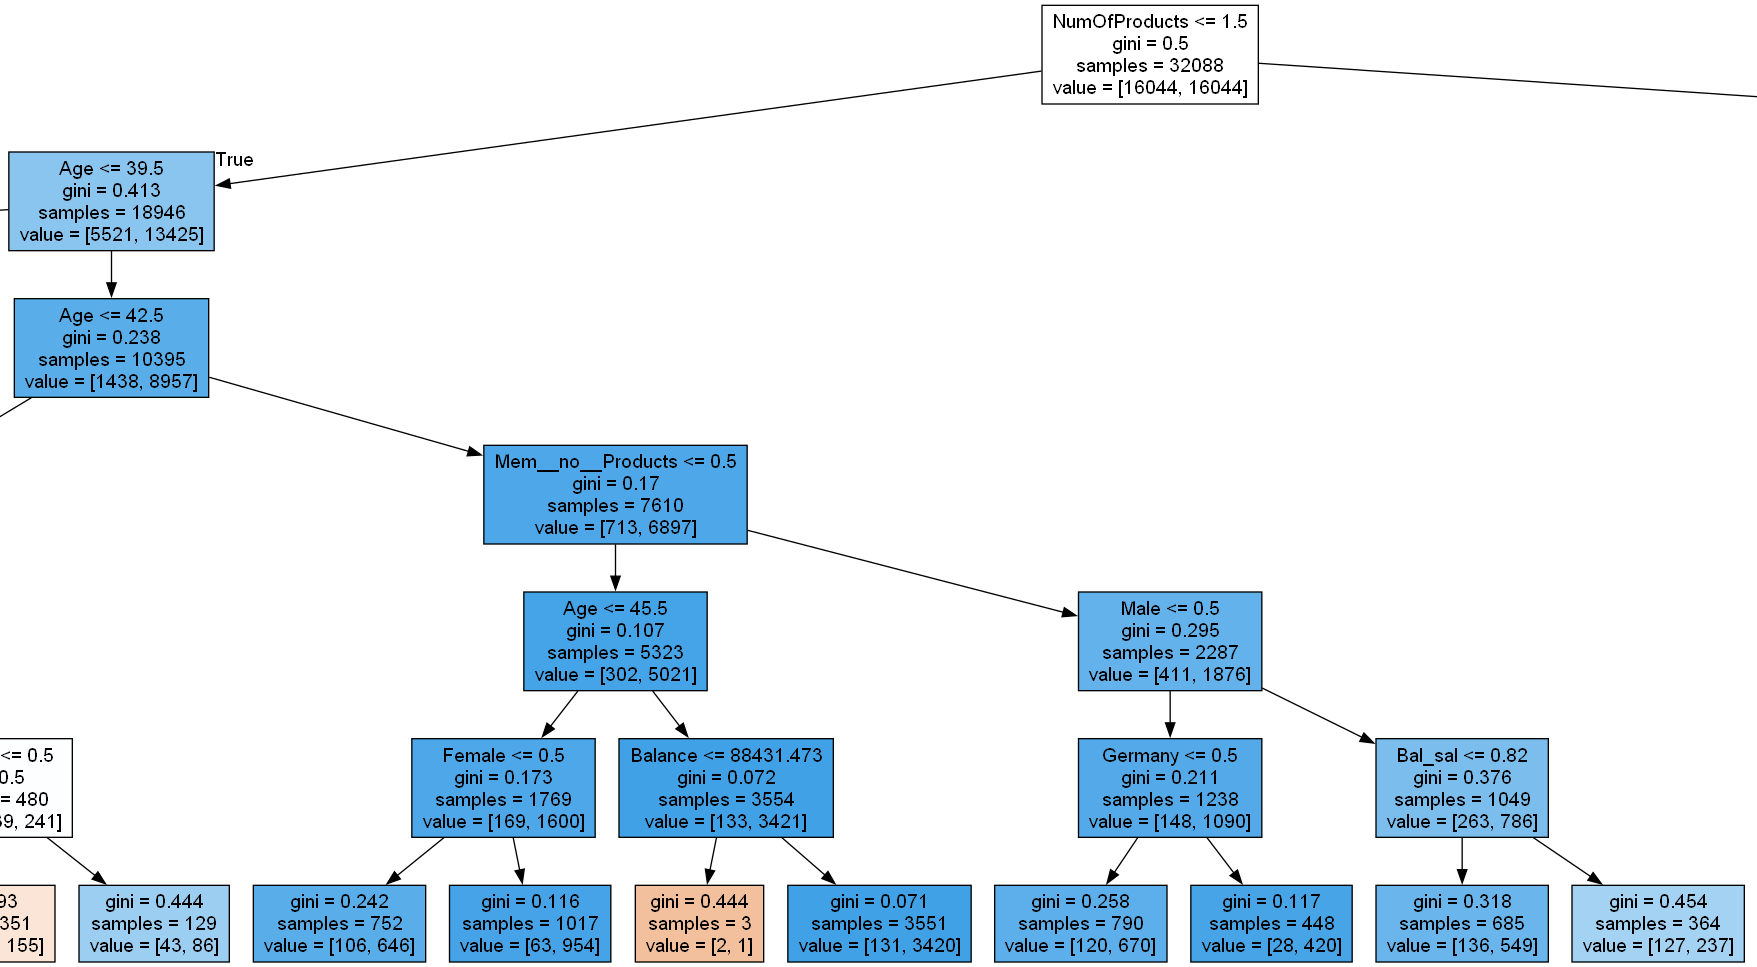 NumOfProducts <= 1.5
gini = 0.5
samples = 32088
value = [16044, 16044]
True
Age <= 39.5
gini = 0.413
samples = 18946
value = [5521, 13425]
Age <= 42.5
gini = 0.238
samples = 10395
value = [1438, 8957]
Mem__no__Products <= 0.5
gini = 0.17
samples = 7610
value = [713, 6897]
Age <= 45.5
gini = 0.107
samples = 5323
value = [302, 5021]
Male <= 0.5
gini = 0.295
samples = 2287
value = [411, 1876]
<= 0.5
0.5
= 480
241]
Female <= 0.5
gini = 0.173
samples = 1769
value = [169, 1600]
Balance <= 88431.473
gini = 0.072
samples = 3554
value = [133, 3421]
Germany <= 0.5
gini = 0.211
samples = 1238
value = [148, 1090]
Bal_sal <= 0.82
gini = 0.376
samples = 1049
value = [263, 786]
93
351
155]
gini = 0.444
samples = 129
value = [43, 86]
gini = 0.242
samples = 752
value = [106, 646]
gini = 0.116
samples = 1017
value = [63, 954]
gini = 0.444
samples = 3
value = [2, 1]
gini = 0.071
samples = 3551
value = [131, 3420]
gini = 0.258
samples = 790
value = [120, 670]
gini = 0.117
samples = 448
value = [28, 420]
gini = 0.318
samples = 685
value = [136, 549]
gini = 0.454
samples = 364
value = [127, 237]